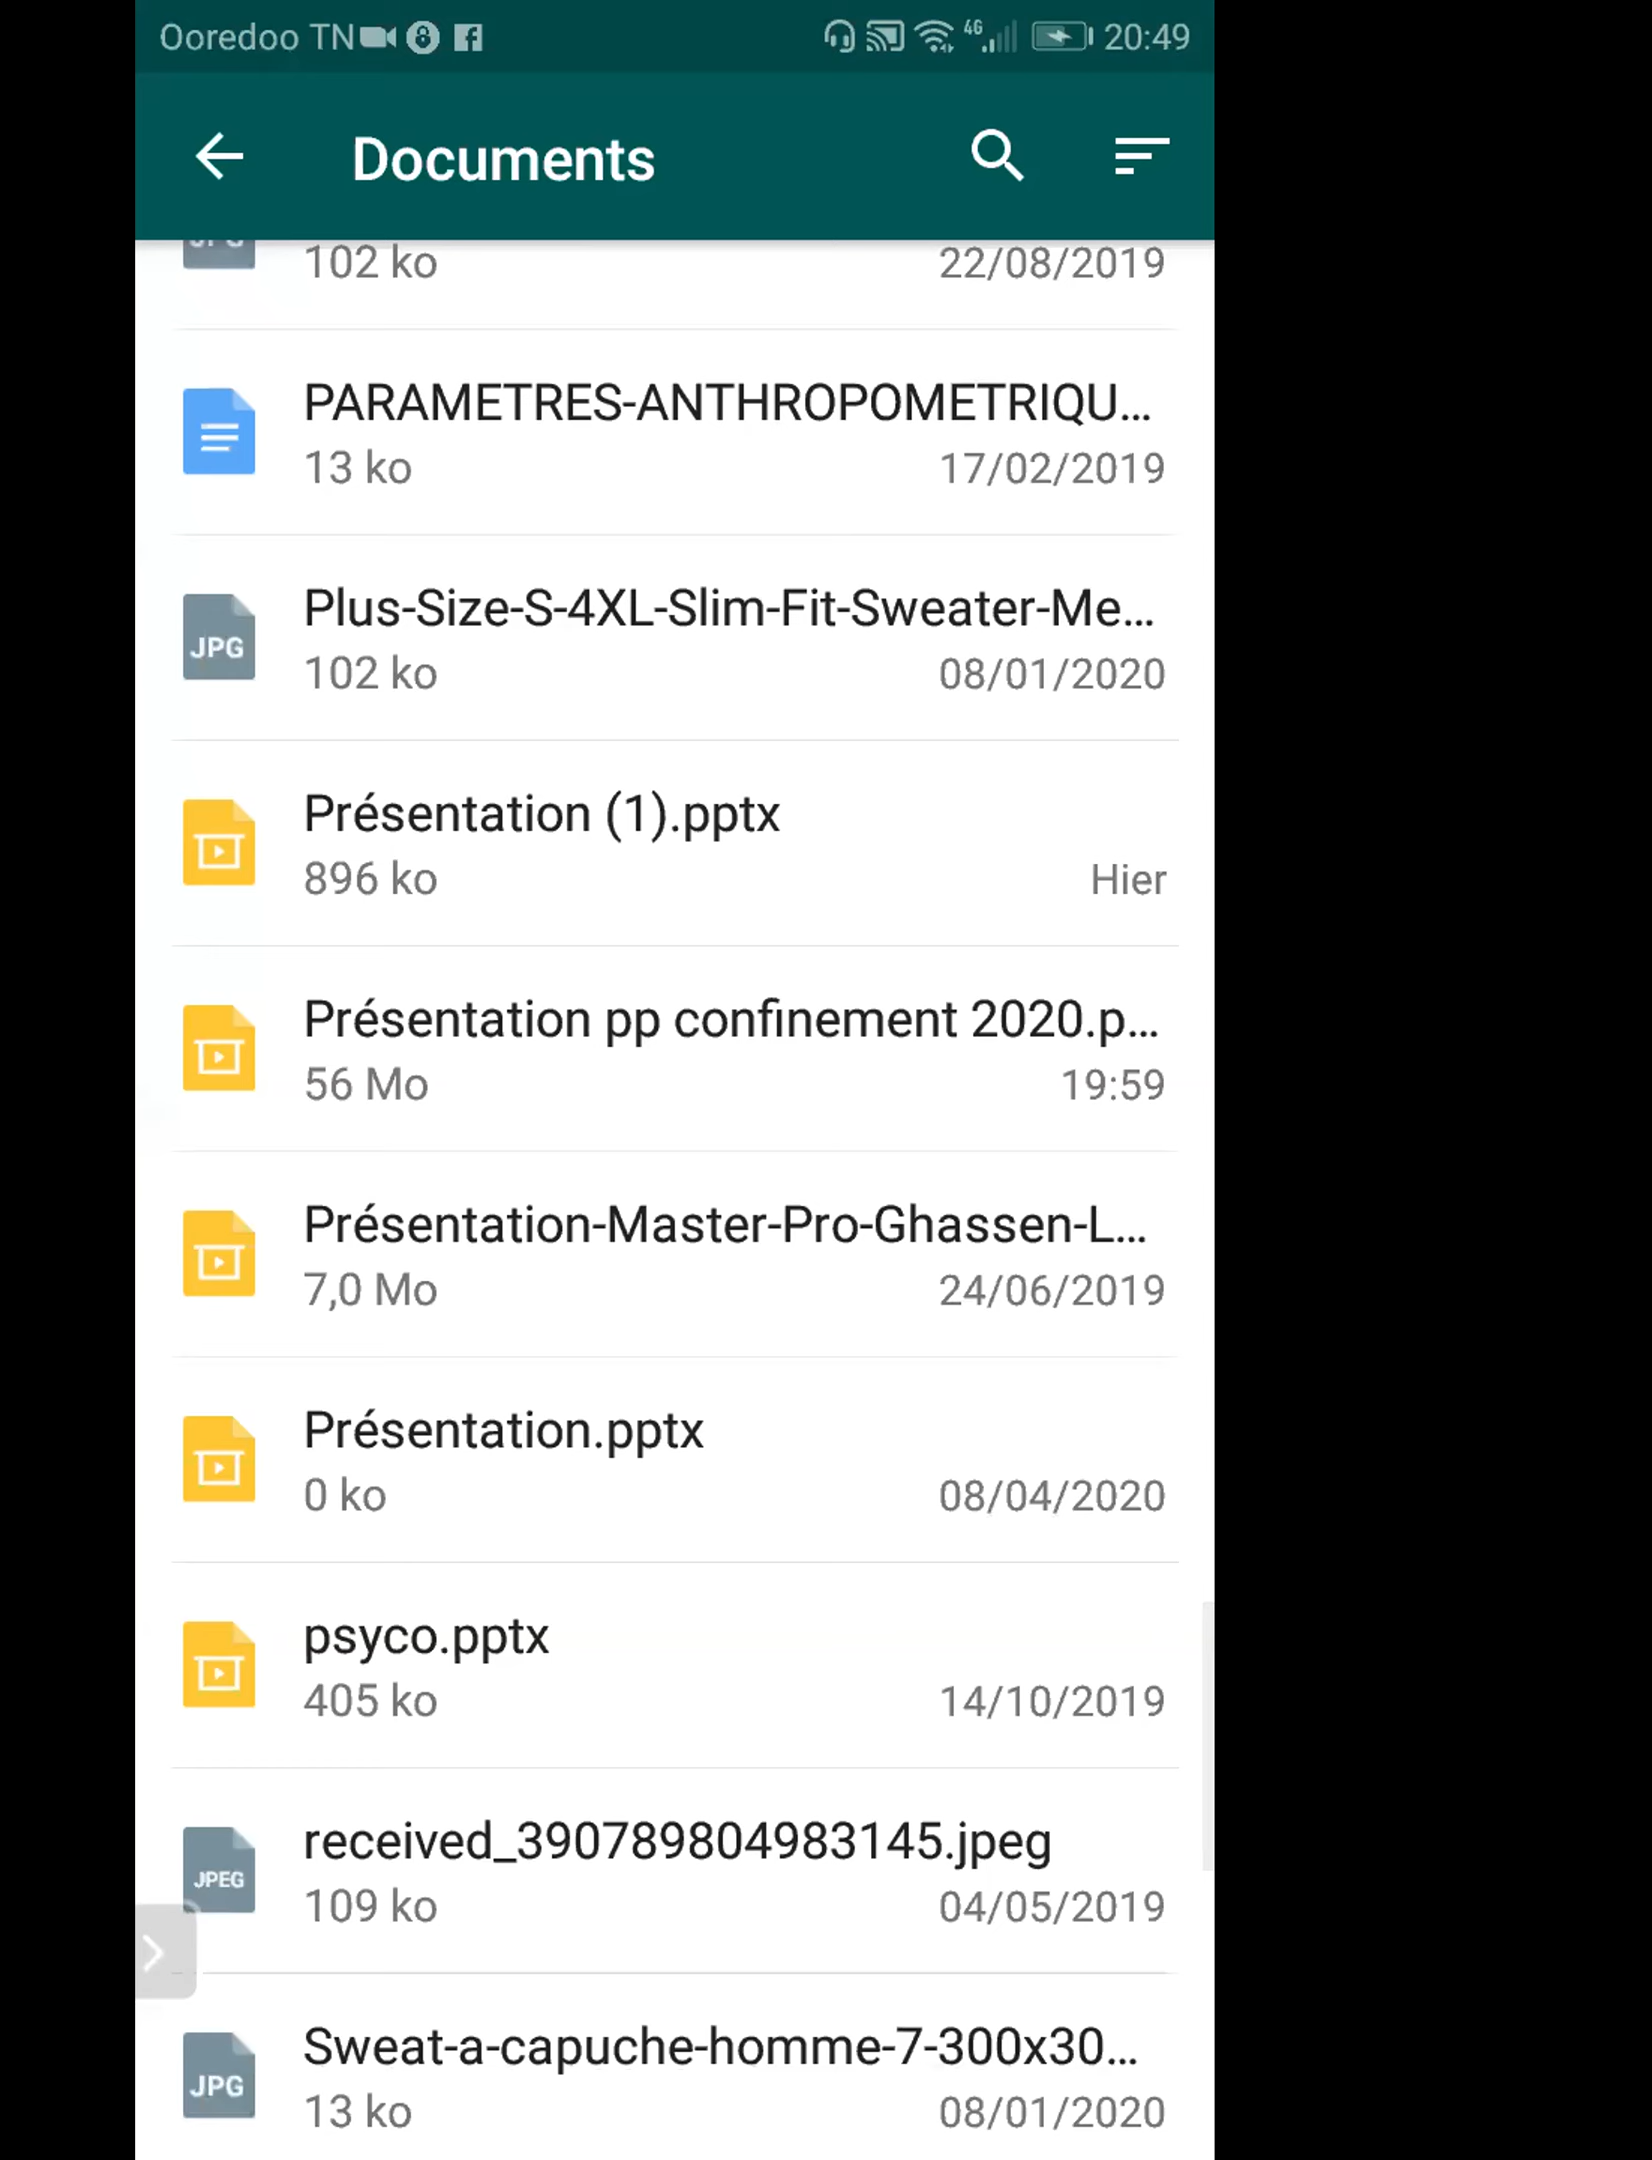 Ooredoo TN 4G 20:49
Documents
102 ko 22/08/2019
PARAMETRES-ANTHROPOMETRIQU...
13 ko 17/02/2019
Plus-Size-S-4XL-Slim-Fit-Sweater-Me...
JPG
102 ko 08/01/2020
Présentation (1).pptx
896 ko Hier
Présentation pp confinement 2020.p...
56 Mo 19:59
Présentation-Master-Pro-Ghassen-L...
7,0 Mo 24/06/2019
Présentation.pptx
0 ko 08/04/2020
psyco.pptx
405 ko 14/10/2019
received_390789804983145.jpeg
JPEG
109 ko 04/05/2019
Sweat-a-capuche-homme-7-300x30...
JPG
13 ko 08/01/2020